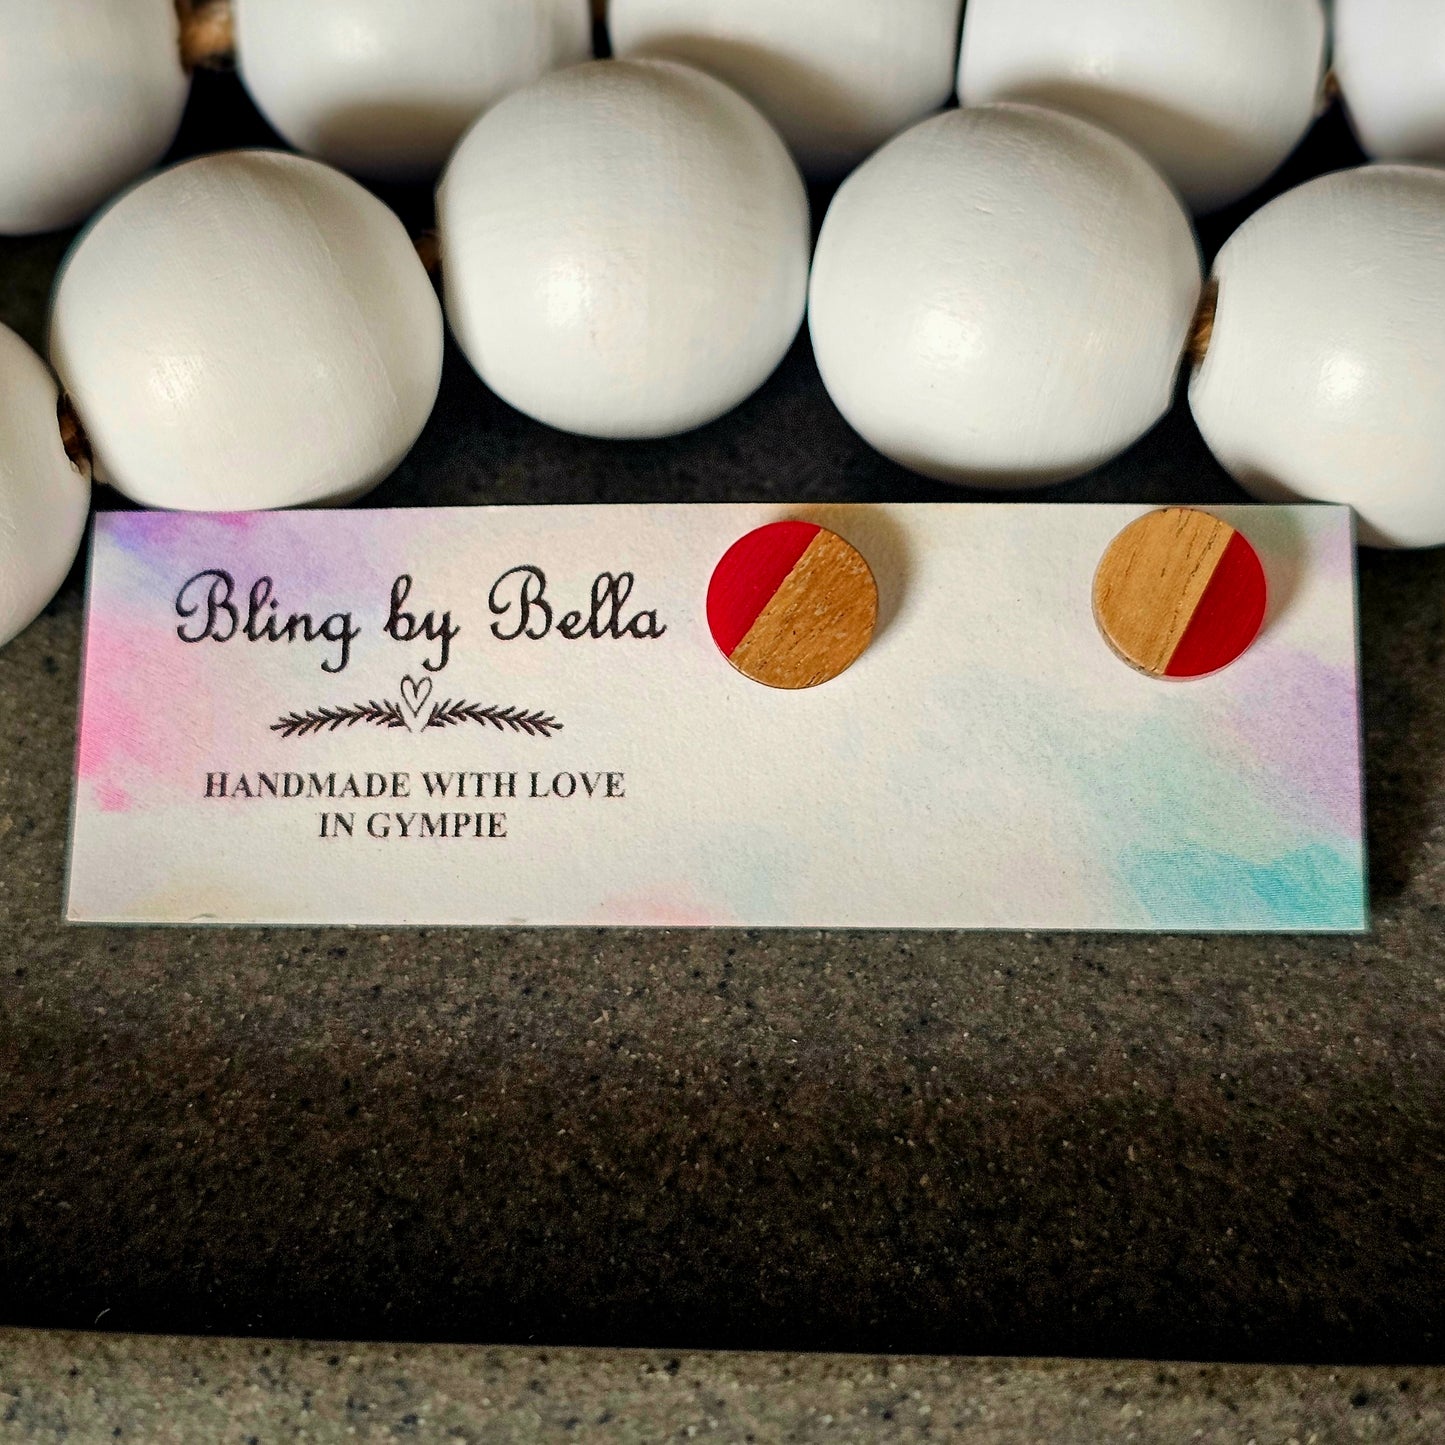 Bling by Bella
HANDMADE WITH LOVE
IN GYMPIE